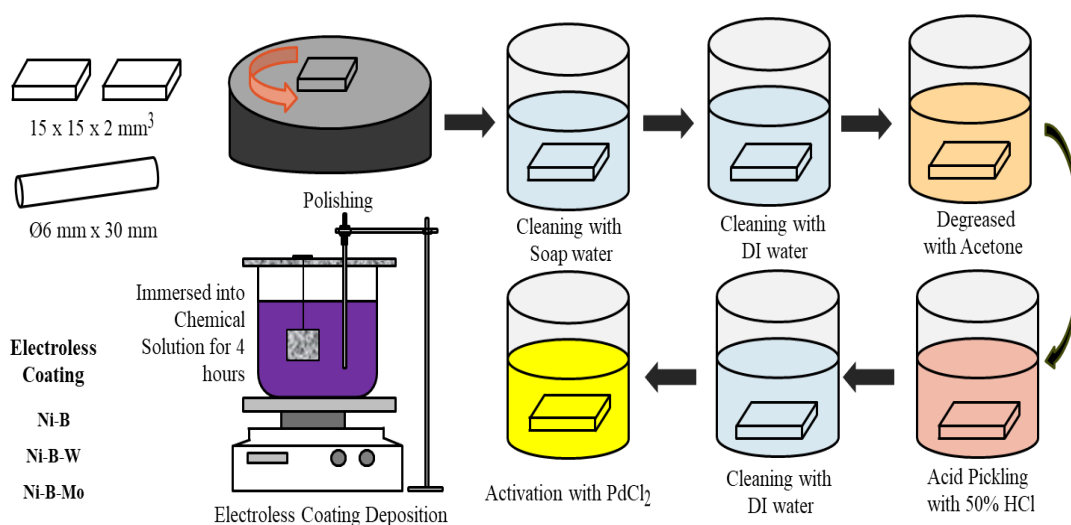 15 x 15 x 2 mm³
Ø6 mm x 30 mm
Polishing
Cleaning with
Soap water
Cleaning with
DI water
Degreased
with Acetone
Acid Pickling
with 50% HCl
Cleaning with
DI water
Activation with PdCl₂
Immersed into
Chemical
Solution for 4
hours
Electroless Coating Deposition
Electroless
Coating
Ni-B
Ni-B-W
Ni-B-Mo